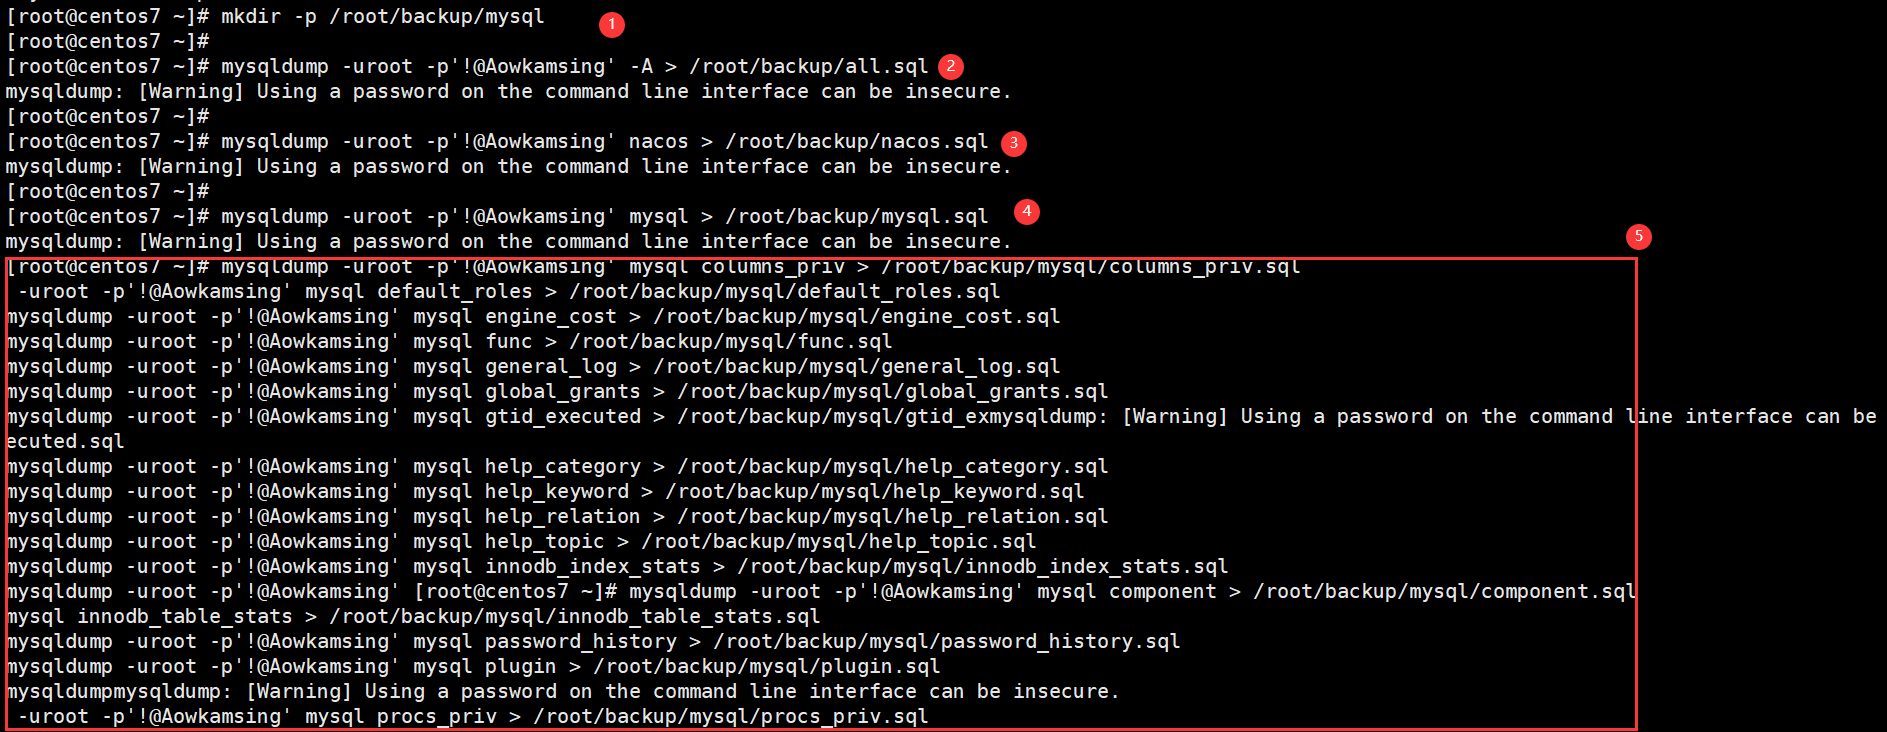 [root@centos7 ~]# mkdir -p /root/backup/mysql
1
[root@centos7 ~]#
[root@centos7 ~]# mysqldump -uroot -p'!@Aowkamsing' -A > /root/backup/all.sql 2
mysqldump: [Warning] Using a password on the command line interface can be insecure.
[root@centos7 ~]#
[root@centos7 ~]# mysqldump -uroot -p'!@Aowkamsing' nacos > /root/backup/nacos.sql 3
mysqldump: [Warning] Using a password on the command line interface can be insecure.
[root@centos7 ~]#
[root@centos7 ~]# mysqldump -uroot -p'!@Aowkamsing' mysql > /root/backup/mysql.sql 4
mysqldump: [Warning] Using a password on the command line interface can be insecure.
5
[root@centos7 ~]# mysqldump -uroot -p'!@Aowkamsing' mysql columns_priv > /root/backup/mysql/columns_priv.sql
 -uroot -p'!@Aowkamsing' mysql default_roles > /root/backup/mysql/default_roles.sql
mysqldump -uroot -p'!@Aowkamsing' mysql engine_cost > /root/backup/mysql/engine_cost.sql
mysqldump -uroot -p'!@Aowkamsing' mysql func > /root/backup/mysql/func.sql
mysqldump -uroot -p'!@Aowkamsing' mysql general_log > /root/backup/mysql/general_log.sql
mysqldump -uroot -p'!@Aowkamsing' mysql global_grants > /root/backup/mysql/global_grants.sql
mysqldump -uroot -p'!@Aowkamsing' mysql gtid_executed > /root/backup/mysql/gtid_exmysqldump: [Warning] Using a password on the command line interface can be
ecuted.sql
mysqldump -uroot -p'!@Aowkamsing' mysql help_category > /root/backup/mysql/help_category.sql
mysqldump -uroot -p'!@Aowkamsing' mysql help_keyword > /root/backup/mysql/help_keyword.sql
mysqldump -uroot -p'!@Aowkamsing' mysql help_relation > /root/backup/mysql/help_relation.sql
mysqldump -uroot -p'!@Aowkamsing' mysql help_topic > /root/backup/mysql/help_topic.sql
mysqldump -uroot -p'!@Aowkamsing' mysql innodb_index_stats > /root/backup/mysql/innodb_index_stats.sql
mysqldump -uroot -p'!@Aowkamsing' [root@centos7 ~]# mysqldump -uroot -p'!@Aowkamsing' mysql component > /root/backup/mysql/component.sql
mysql innodb_table_stats > /root/backup/mysql/innodb_table_stats.sql
mysqldump -uroot -p'!@Aowkamsing' mysql password_history > /root/backup/mysql/password_history.sql
mysqldump -uroot -p'!@Aowkamsing' mysql plugin > /root/backup/mysql/plugin.sql
mysqldumpmysqldump: [Warning] Using a password on the command line interface can be insecure.
 -uroot -p'!@Aowkamsing' mysql procs_priv > /root/backup/mysql/procs_priv.sql